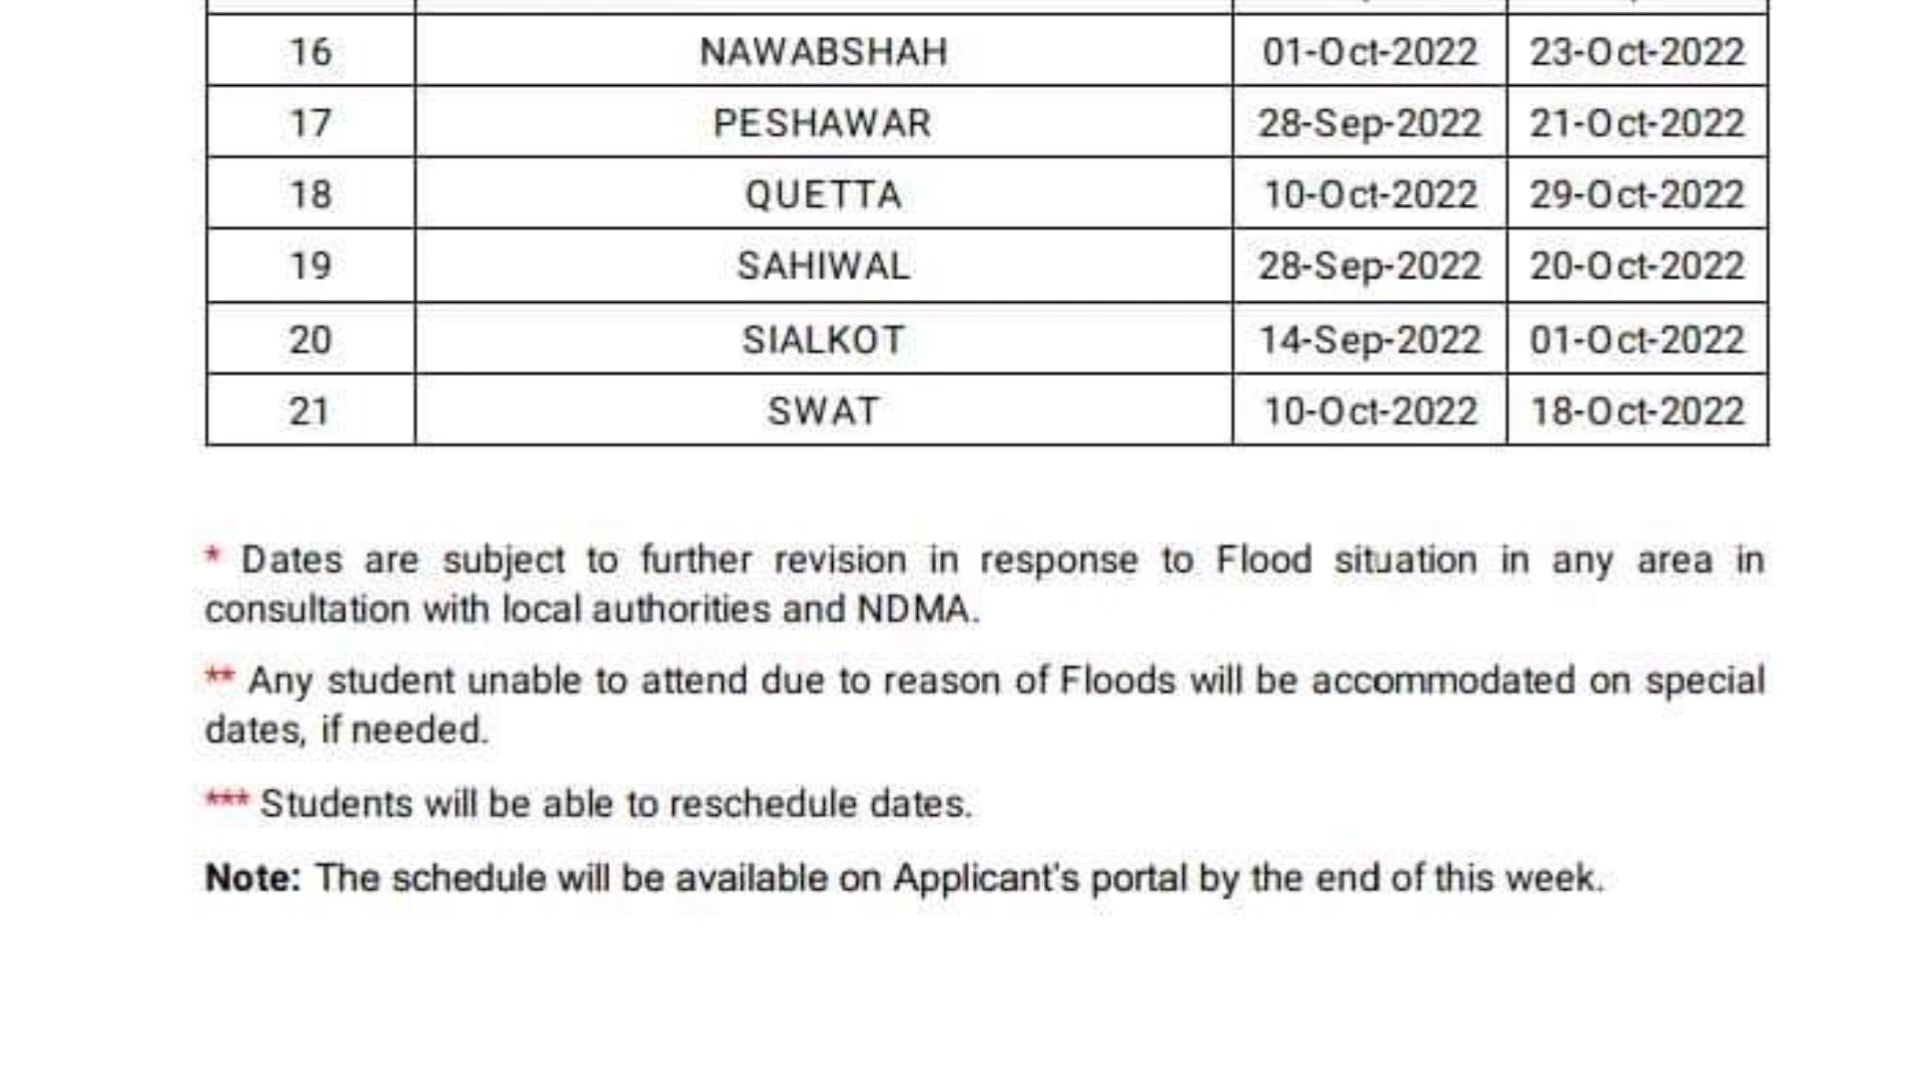 16 NAWABSHAH 01-Oct-2022 23-Oct-2022
17 PESHAWAR 28-Sep-2022 21-Oct-2022
18 QUETTA 10-Oct-2022 29-Oct-2022
19 SAHIWAL 28-Sep-2022 20-Oct-2022
20 SIALKOT 14-Sep-2022 01-Oct-2022
21 SWAT 10-Oct-2022 18-Oct-2022
* Dates are subject to further revision in response to Flood situation in any area in
consultation with local authorities and NDMA.
** Any student unable to attend due to reason of Floods will be accommodated on special
dates, if needed.
*** Students will be able to reschedule dates.
Note: The schedule will be available on Applicant's portal by the end of this week.